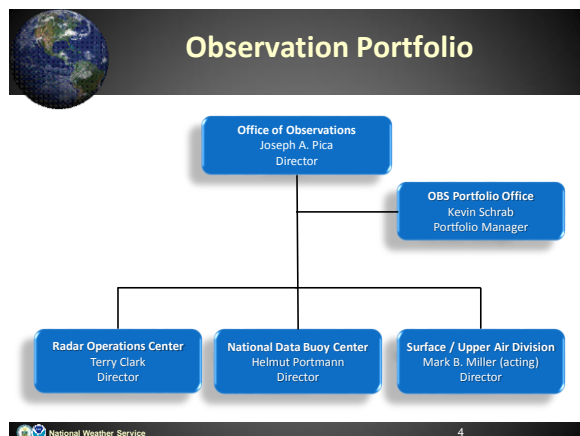 Observation Portfolio
Office of Observations
Joseph A. Pica
Director
OBS Portfolio Office
Kevin Schrab
Portfolio Manager
Radar Operations Center
Terry Clark
Director
National Data Buoy Center
Helmut Portmann
Director
Surface / Upper Air Division
Mark B. Miller (acting)
Director
National Weather Service
4